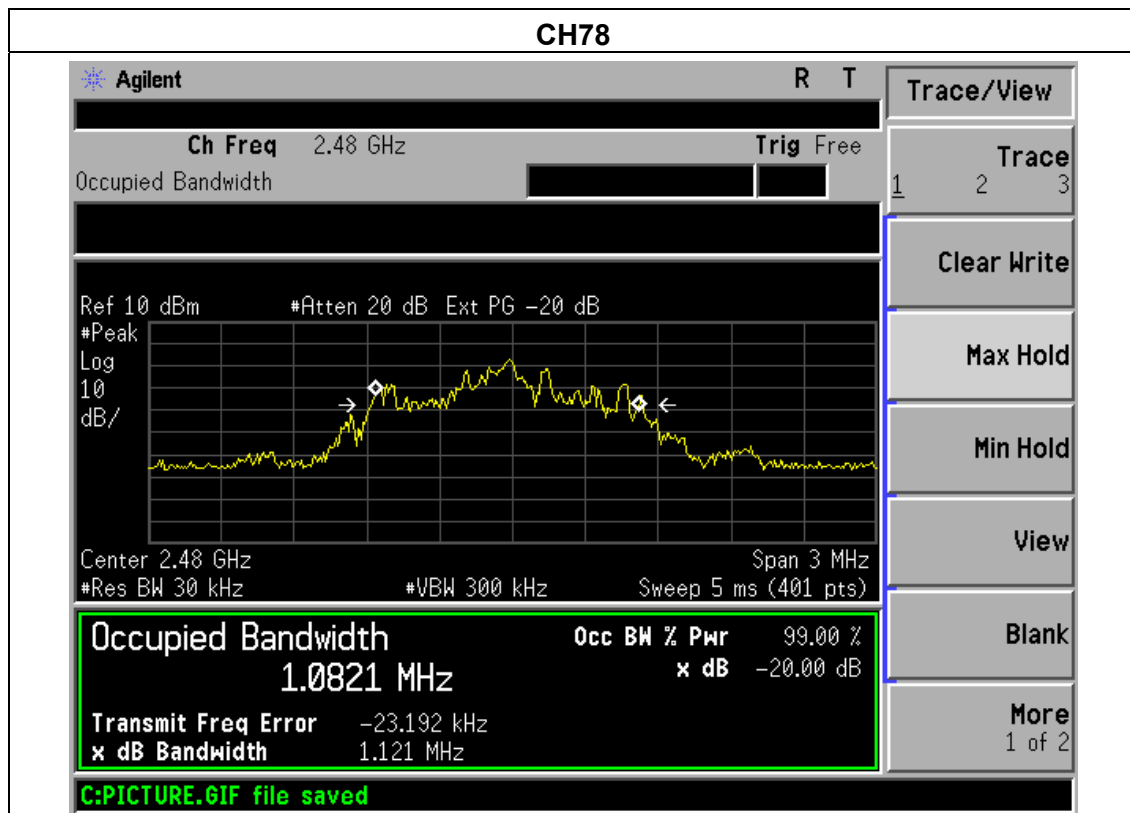 CH78
Agilent R T
Trace/View
Ch Freq 2.48 GHz Trig Free
Occupied Bandwidth
Trace
1 2 3
Clear Write
Ref 10 dBm #Atten 20 dB Ext PG −20 dB
#Peak
Log
10
dB/
Max Hold
Min Hold
View
Center 2.48 GHz Span 3 MHz
#Res BW 30 kHz #VBW 300 kHz Sweep 5 ms (401 pts)
Occupied Bandwidth Occ BW % Pwr 99.00 %
1.0821 MHz x dB −20.00 dB
Blank
Transmit Freq Error −23.192 kHz
x dB Bandwidth 1.121 MHz
More
1 of 2
C:PICTURE.GIF file saved